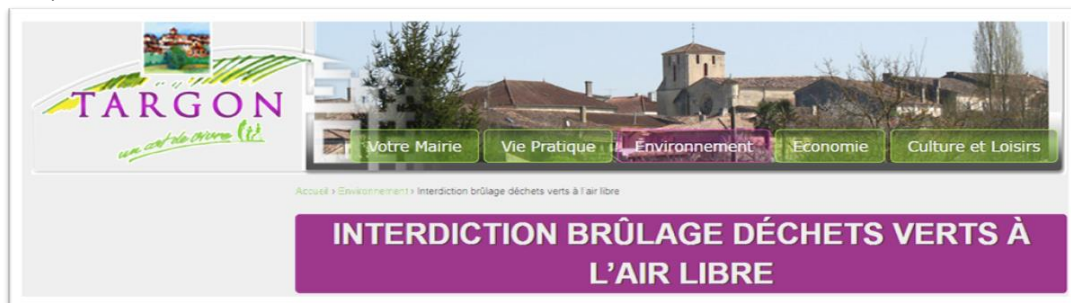 TARGON
un art de vivre
Votre Mairie
Vie Pratique
Environnement
Economie
Culture et Loisirs
Accueil › Environnement › Interdiction brûlage déchets verts à l'air libre
INTERDICTION BRÛLAGE DÉCHETS VERTS À
L'AIR LIBRE